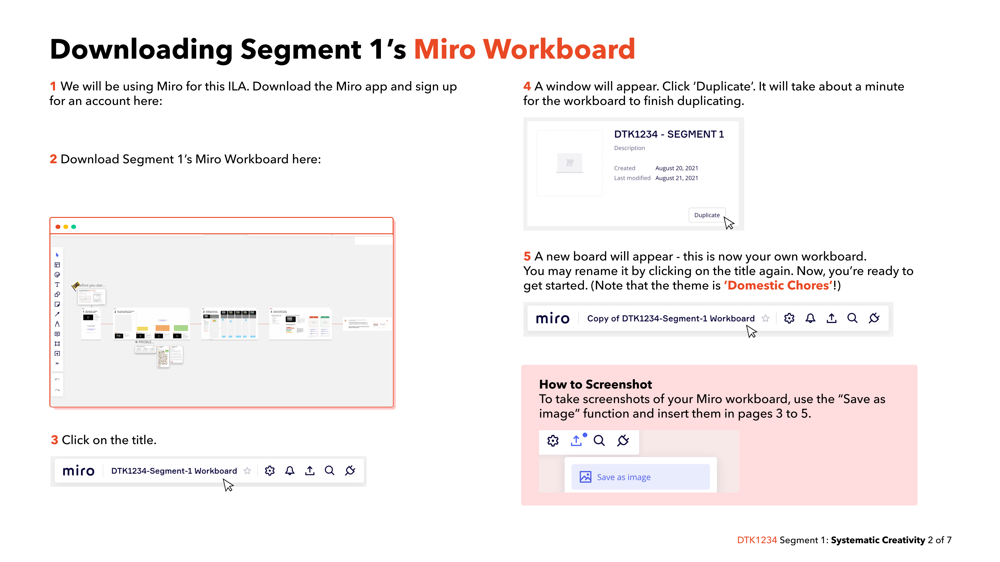 Downloading Segment 1’s Miro Workboard
1 We will be using Miro for this ILA. Download the Miro app and sign up
for an account here:
2 Download Segment 1’s Miro Workboard here:
efore you star...
1
2
3
4
PROBLE...
3 Click on the title.
miro DTK1234-Segment-1 Workboard
4 A window will appear. Click ‘Duplicate’. It will take about a minute
for the workboard to finish duplicating.
DTK1234 - SEGMENT 1
Description
Created August 20, 2021
Last modified August 21, 2021
Duplicate
5 A new board will appear - this is now your own workboard.
You may rename it by clicking on the title again. Now, you’re ready to
get started. (Note that the theme is ’Domestic Chores’!)
miro Copy of DTK1234-Segment-1 Workboard
How to Screenshot
To take screenshots of your Miro workboard, use the “Save as
image” function and insert them in pages 3 to 5.
Save as image
DTK1234 Segment 1: Systematic Creativity 2 of 7